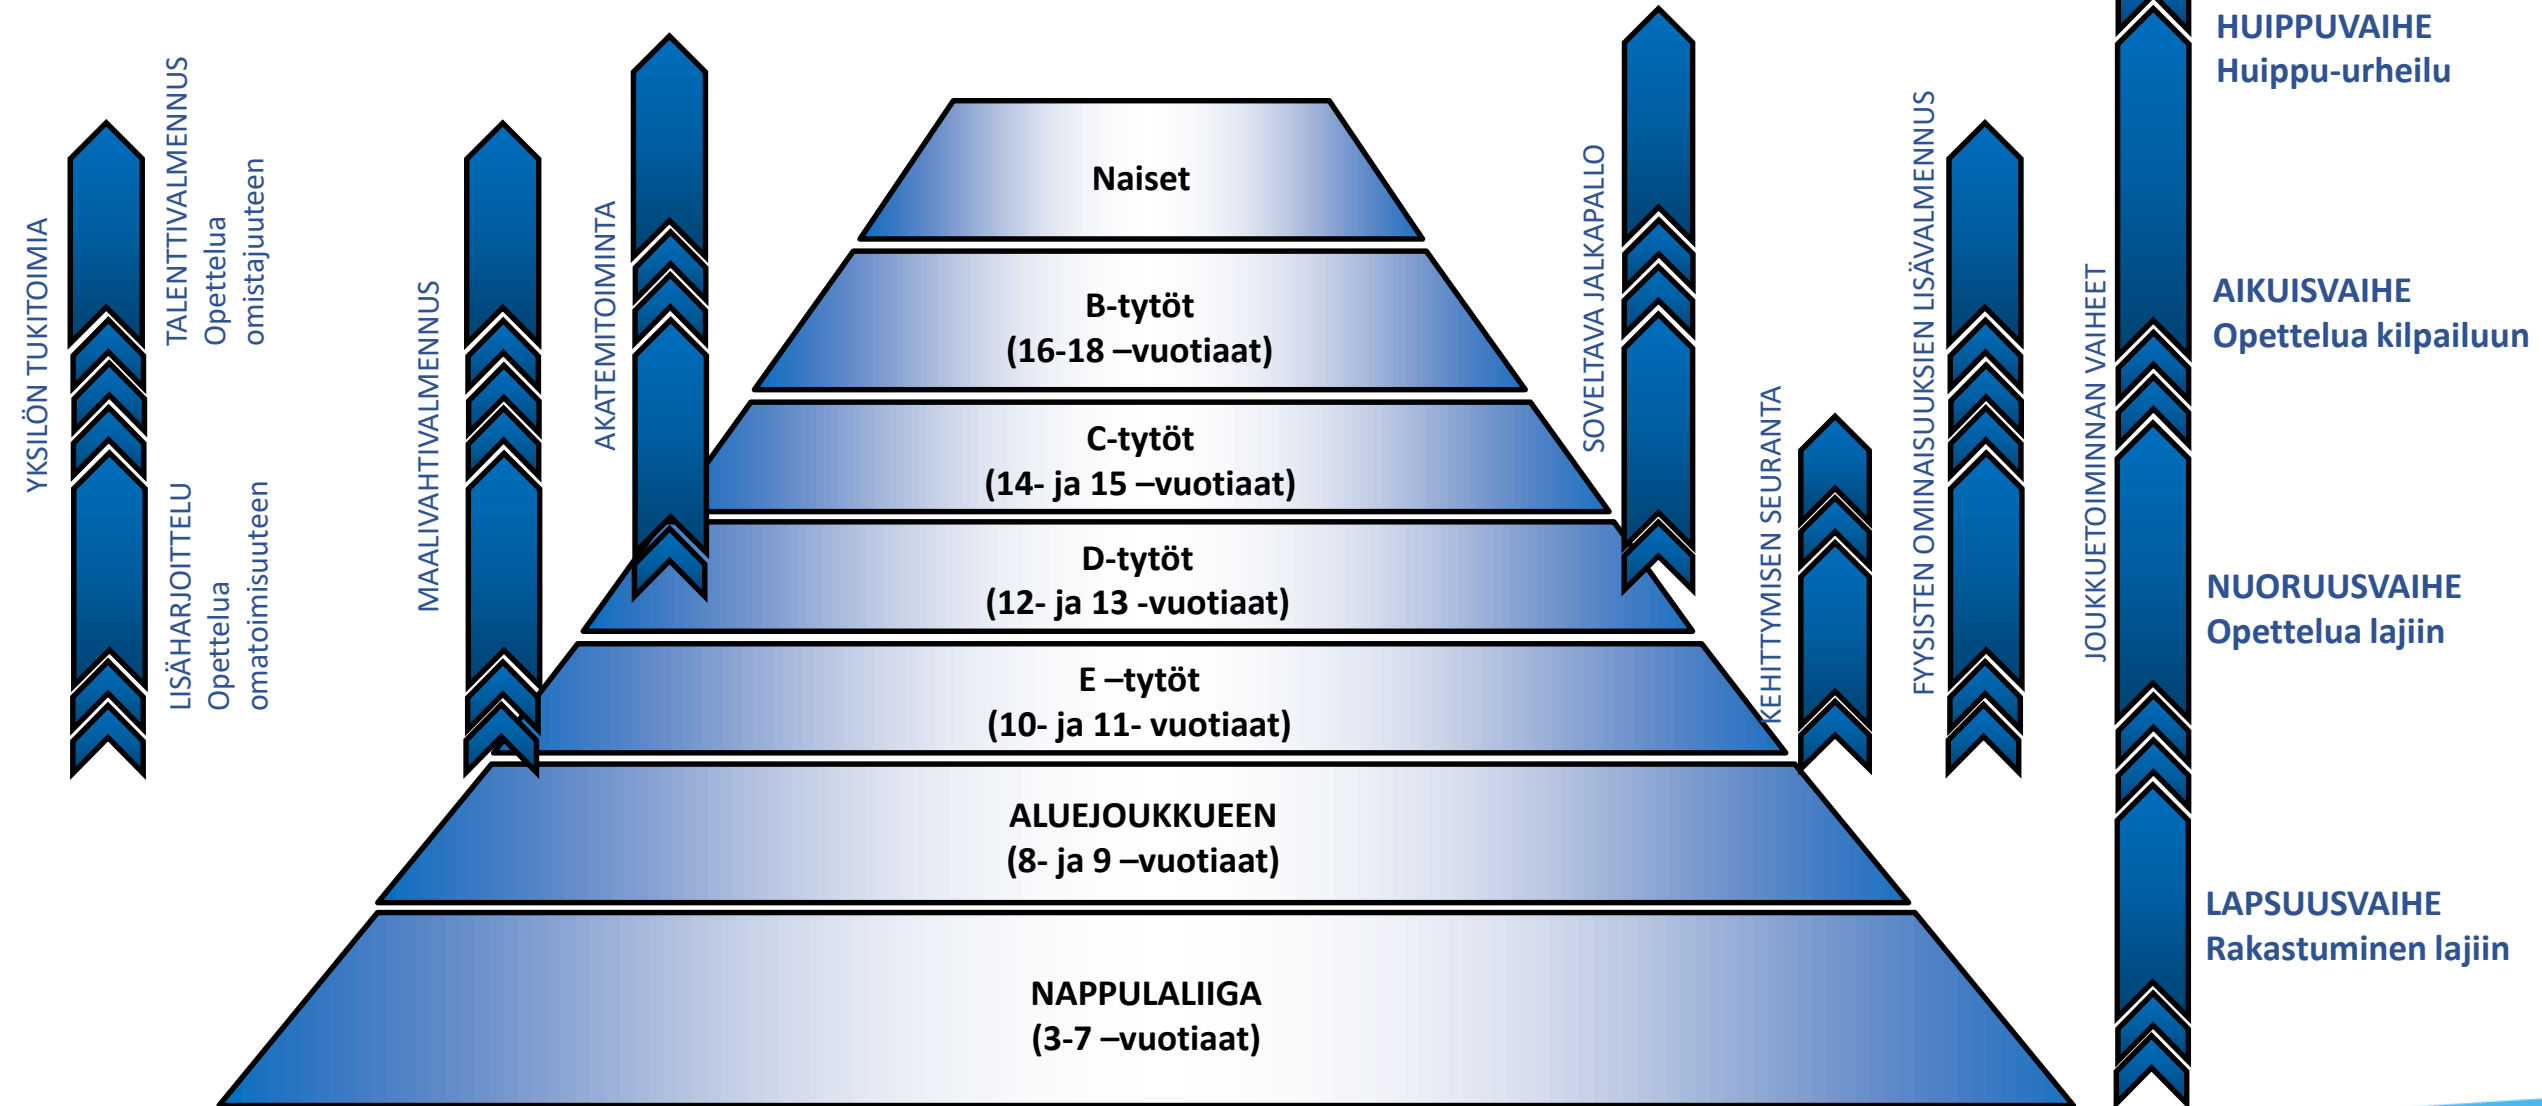 YKSILÖN TUKITOIMIA
TALENTTIVALMENNUS
Opettelua
omistajuuteen
LISÄHARJOITTELU
Opettelua
omatoimisuuteen
MAALIVAHTIVALMENNUS
AKATEMITOIMINTA
Naiset
B-tytöt
(16-18 –vuotiaat)
C-tytöt
(14- ja 15 –vuotiaat)
D-tytöt
(12- ja 13 -vuotiaat)
E –tytöt
(10- ja 11- vuotiaat)
ALUEJOUKKUEEN
(8- ja 9 –vuotiaat)
NAPPULALIIGA
(3-7 –vuotiaat)
SOVELTAVA JALKAPALLO
KEHITTYMISEN SEURANTA
FYYSISTEN OMINAISUUKSIEN LISÄVALMENNUS
JOUKKUETOIMINNAN VAIHEET
HUIPPUVAIHE
Huippu-urheilu
AIKUISVAIHE
Opettelua kilpailuun
NUORUUSVAIHE
Opettelua lajiin
LAPSUUSVAIHE
Rakastuminen lajiin